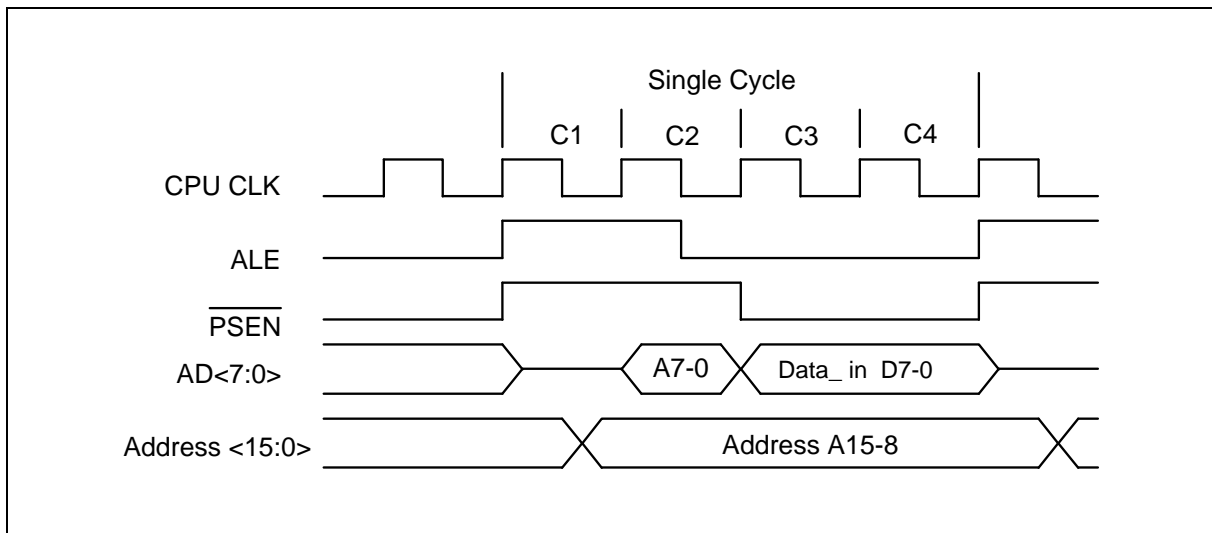 Single Cycle
C1 C2 C3 C4
CPU CLK
ALE
PSEN
AD<7:0> A7-0 Data_ in D7-0
Address <15:0> Address A15-8